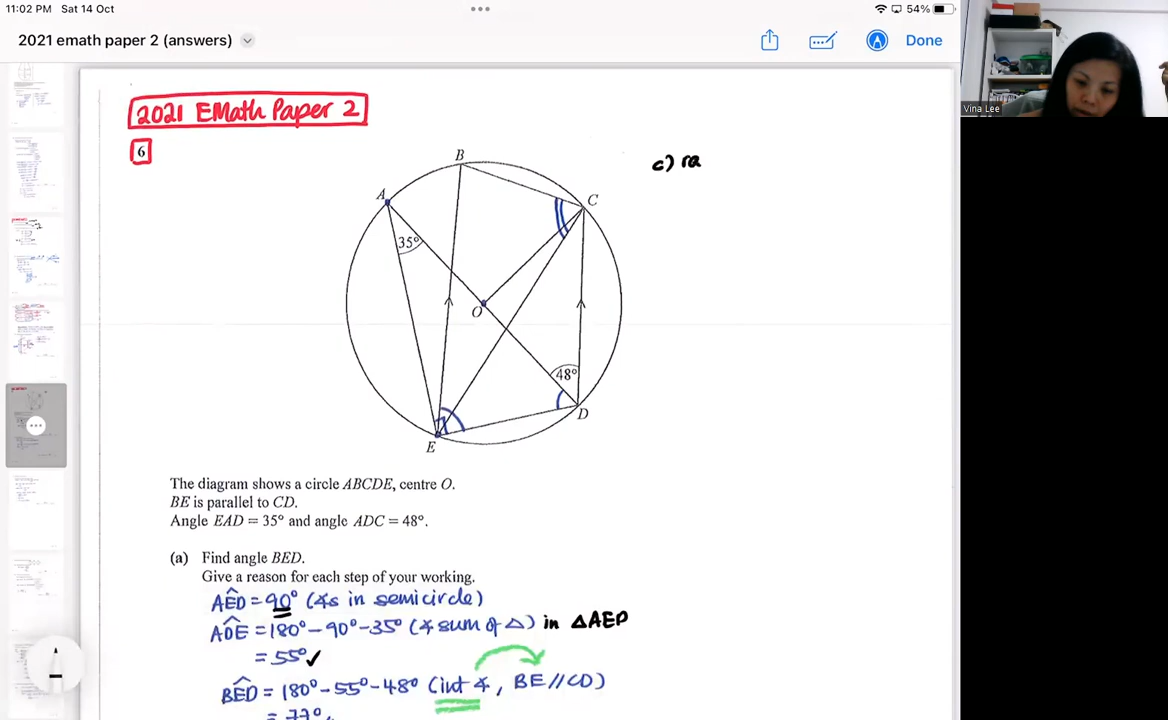 11:02 PM Sat 14 Oct
54%
2021 emath paper 2 (answers)
Done
Vina Lee
2021 EMath Paper 2
6
c) ra
B
A
C
35°
O
48°
D
E
The diagram shows a circle ABCDE, centre O.
BE is parallel to CD.
Angle EAD = 35° and angle ADC = 48°.
(a) Find angle BED.
Give a reason for each step of your working.
AÊD = 90° (∡s in semicircle)
AD̂E = 180° - 90° - 35° (∡ sum of △) in △AED
= 55° ✓
BÊD = 180° - 55° - 48° (int ∡, BE // CD)
= 77°